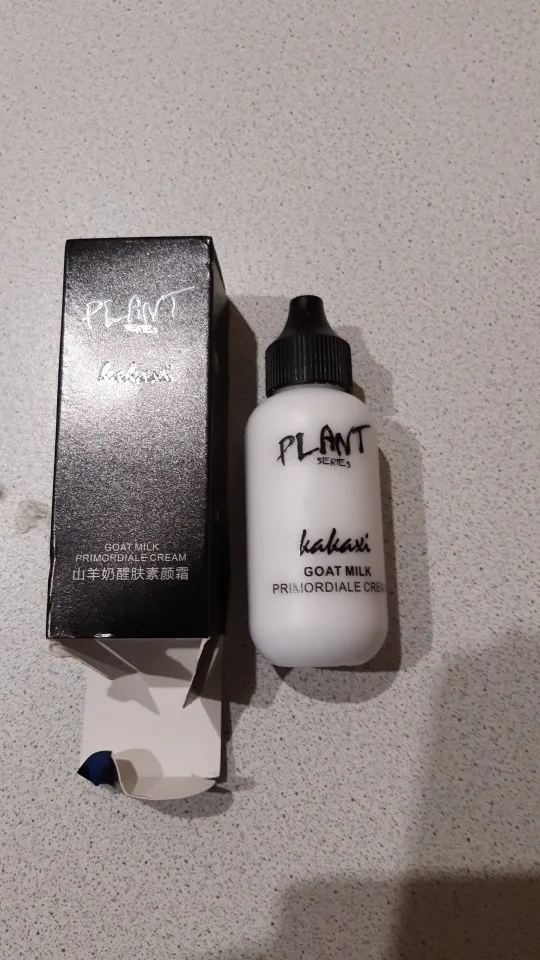 PLANT
SERIES
kakaxi
GOAT MILK
PRIMORDIALE CREAM
山羊奶醒肤素颜霜
PLANT
SERIES
kakaxi
GOAT MILK
PRIMORDIALE CREA